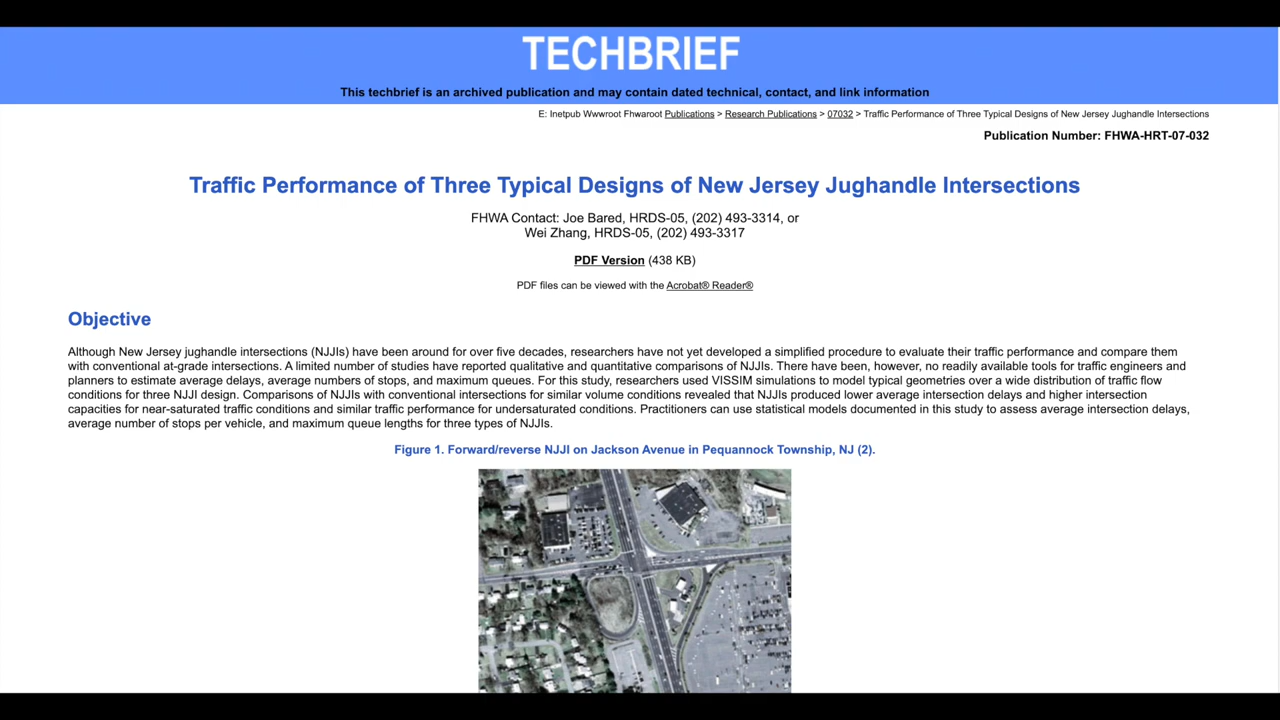 TECHBRIEF
This techbrief is an archived publication and may contain dated technical, contact, and link information
E: Inetpub Wwwroot Fhwaroot Publications > Research Publications > 07032 > Traffic Performance of Three Typical Designs of New Jersey Jughandle Intersections
Publication Number: FHWA-HRT-07-032
Traffic Performance of Three Typical Designs of New Jersey Jughandle Intersections
FHWA Contact: Joe Bared, HRDS-05, (202) 493-3314, or
Wei Zhang, HRDS-05, (202) 493-3317
PDF Version (438 KB)
PDF files can be viewed with the Acrobat® Reader®
Objective
Although New Jersey jughandle intersections (NJJIs) have been around for over five decades, researchers have not yet developed a simplified procedure to evaluate their traffic performance and compare them
with conventional at-grade intersections. A limited number of studies have reported qualitative and quantitative comparisons of NJJIs. There have been, however, no readily available tools for traffic engineers and
planners to estimate average delays, average numbers of stops, and maximum queues. For this study, researchers used VISSIM simulations to model typical geometries over a wide distribution of traffic flow
conditions for three NJJI design. Comparisons of NJJIs with conventional intersections for similar volume conditions revealed that NJJIs produced lower average intersection delays and higher intersection
capacities for near-saturated traffic conditions and similar traffic performance for undersaturated conditions. Practitioners can use statistical models documented in this study to assess average intersection delays,
average number of stops per vehicle, and maximum queue lengths for three types of NJJIs.
Figure 1. Forward/reverse NJJI on Jackson Avenue in Pequannock Township, NJ (2).